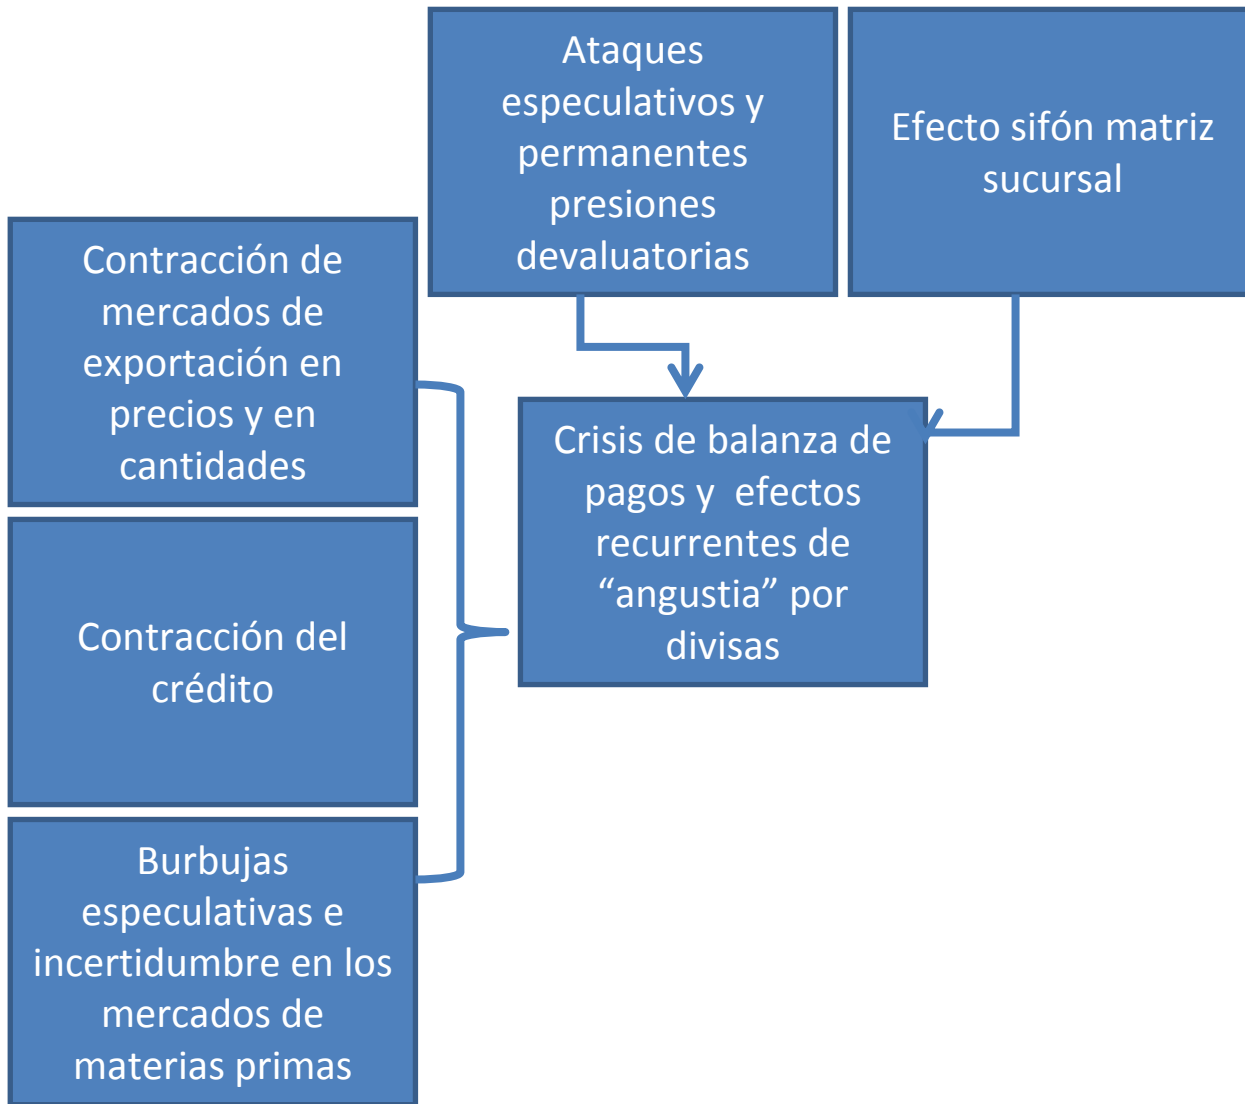 Ataques
especulativos y
permanentes
presiones
devaluatorias
Efecto sifón matriz
sucursal
Contracción de
mercados de
exportación en
precios y en
cantidades
Crisis de balanza de
pagos y  efectos
recurrentes de
“angustia” por
divisas
Contracción del
crédito
Burbujas
especulativas e
incertidumbre en los
mercados de
materias primas